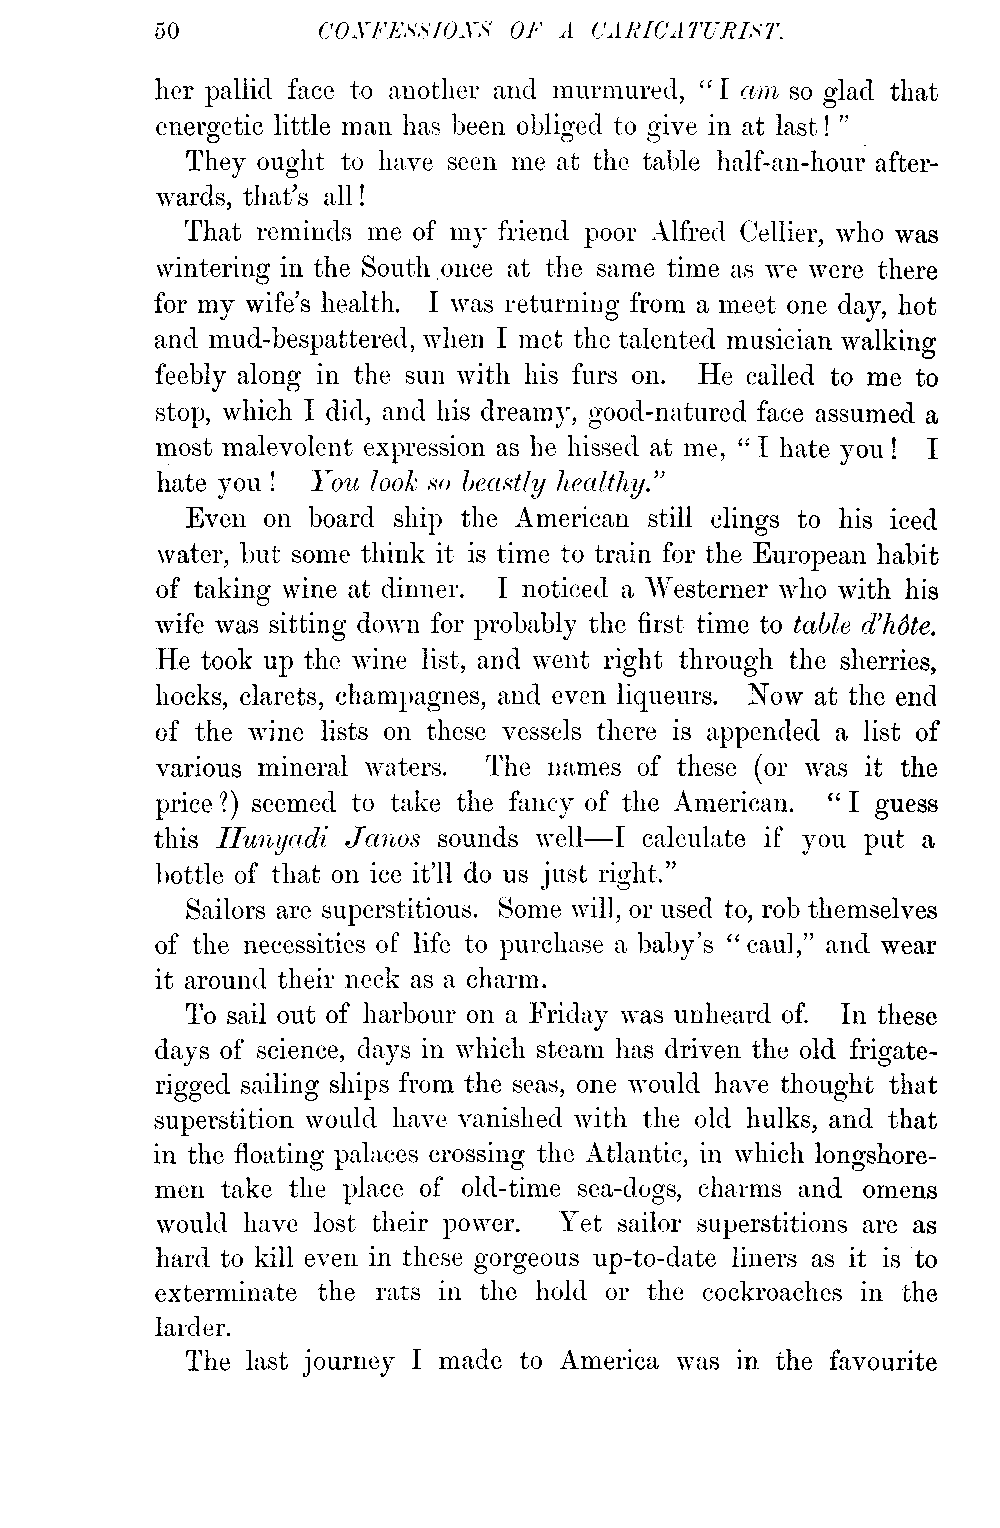 50 CONFESSIONS OF A CARICATURIST.
her pallid face to another and murmured, “I am so glad that
energetic little man has been obliged to give in at last!”
They ought to have seen me at the table half-an-hour after-
wards, that's all!
That reminds me of my friend poor Alfred Cellier, who was
wintering in the South once at the same time as we were there
for my wife's health. I was returning from a meet one day, hot
and mud-bespattered, when I met the talented musician walking
feebly along in the sun with his furs on. He called to me to
stop, which I did, and his dreamy, good-natured face assumed a
most malevolent expression as he hissed at me, “I hate you! I
hate you! You look so beastly healthy.”
Even on board ship the American still clings to his iced
water, but some think it is time to train for the European habit
of taking wine at dinner. I noticed a Westerner who with his
wife was sitting down for probably the first time to table d'hôte.
He took up the wine list, and went right through the sherries,
hocks, clarets, champagnes, and even liqueurs. Now at the end
of the wine lists on these vessels there is appended a list of
various mineral waters. The names of these (or was it the
price?) seemed to take the fancy of the American. “I guess
this Hunyadi Janos sounds well—I calculate if you put a
bottle of that on ice it'll do us just right.”
Sailors are superstitious. Some will, or used to, rob themselves
of the necessities of life to purchase a baby's “caul,” and wear
it around their neck as a charm.
To sail out of harbour on a Friday was unheard of. In these
days of science, days in which steam has driven the old frigate-
rigged sailing ships from the seas, one would have thought that
superstition would have vanished with the old hulks, and that
in the floating palaces crossing the Atlantic, in which longshore-
men take the place of old-time sea-dogs, charms and omens
would have lost their power. Yet sailor superstitions are as
hard to kill even in these gorgeous up-to-date liners as it is to
exterminate the rats in the hold or the cockroaches in the
larder.
The last journey I made to America was in the favourite